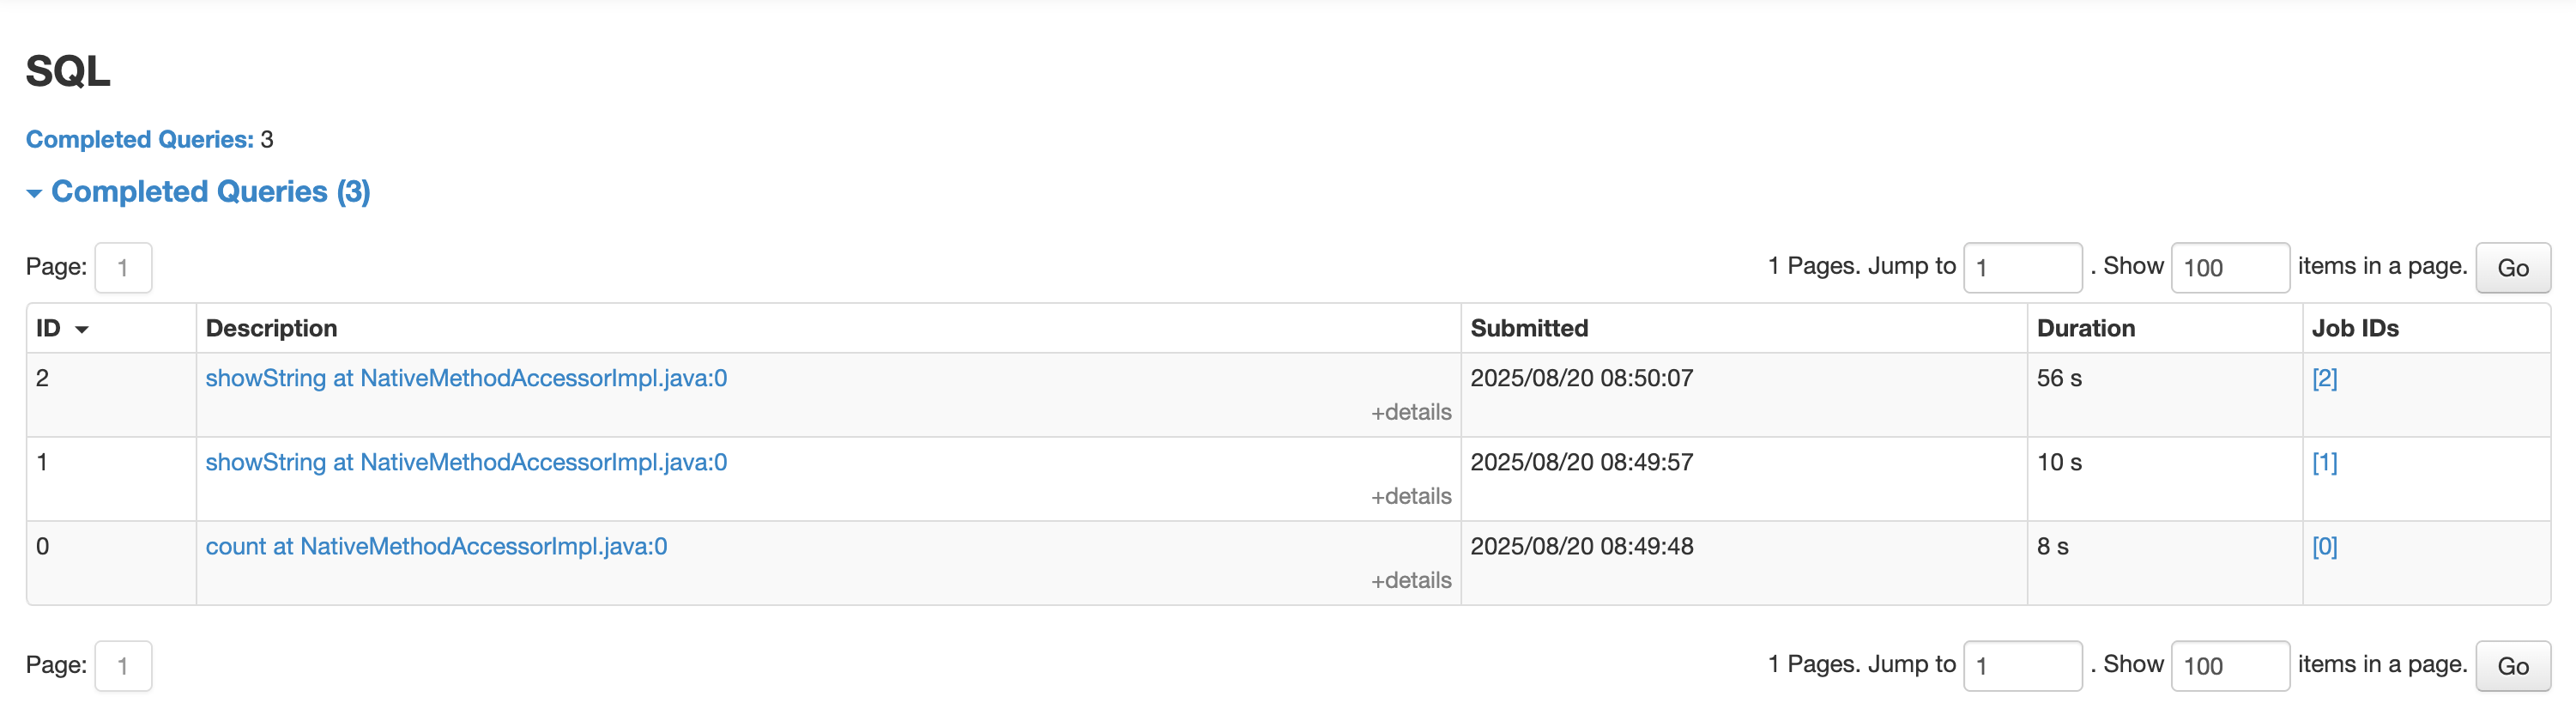 SQL
Completed Queries: 3
Completed Queries (3)
Page: 1 1 Pages. Jump to 1 . Show 100 items in a page. Go
ID Description Submitted Duration Job IDs
2 showString at NativeMethodAccessorImpl.java:0 2025/08/20 08:50:07 56 s [2]
+details
1 showString at NativeMethodAccessorImpl.java:0 2025/08/20 08:49:57 10 s [1]
+details
0 count at NativeMethodAccessorImpl.java:0 2025/08/20 08:49:48 8 s [0]
+details
Page: 1 1 Pages. Jump to 1 . Show 100 items in a page. Go